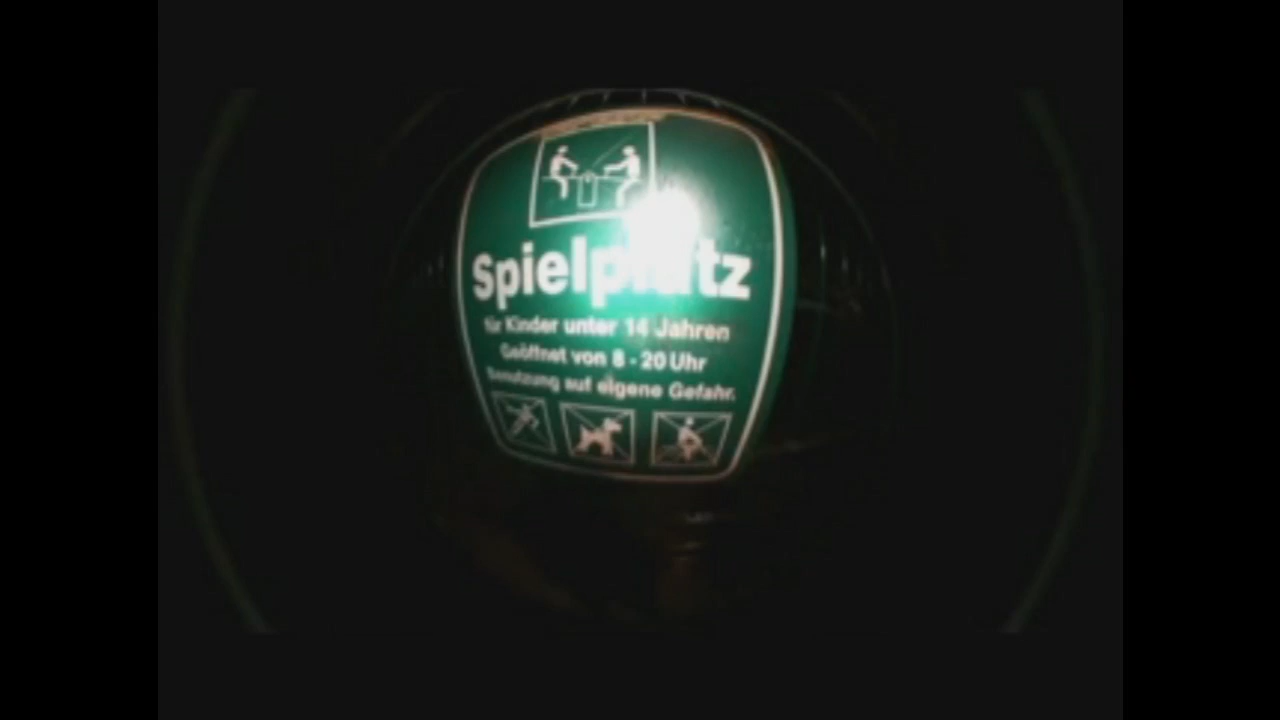 Spielplatz
für Kinder unter 14 Jahren
Geöffnet von 8 - 20 Uhr
Benutzung auf eigene Gefahr.